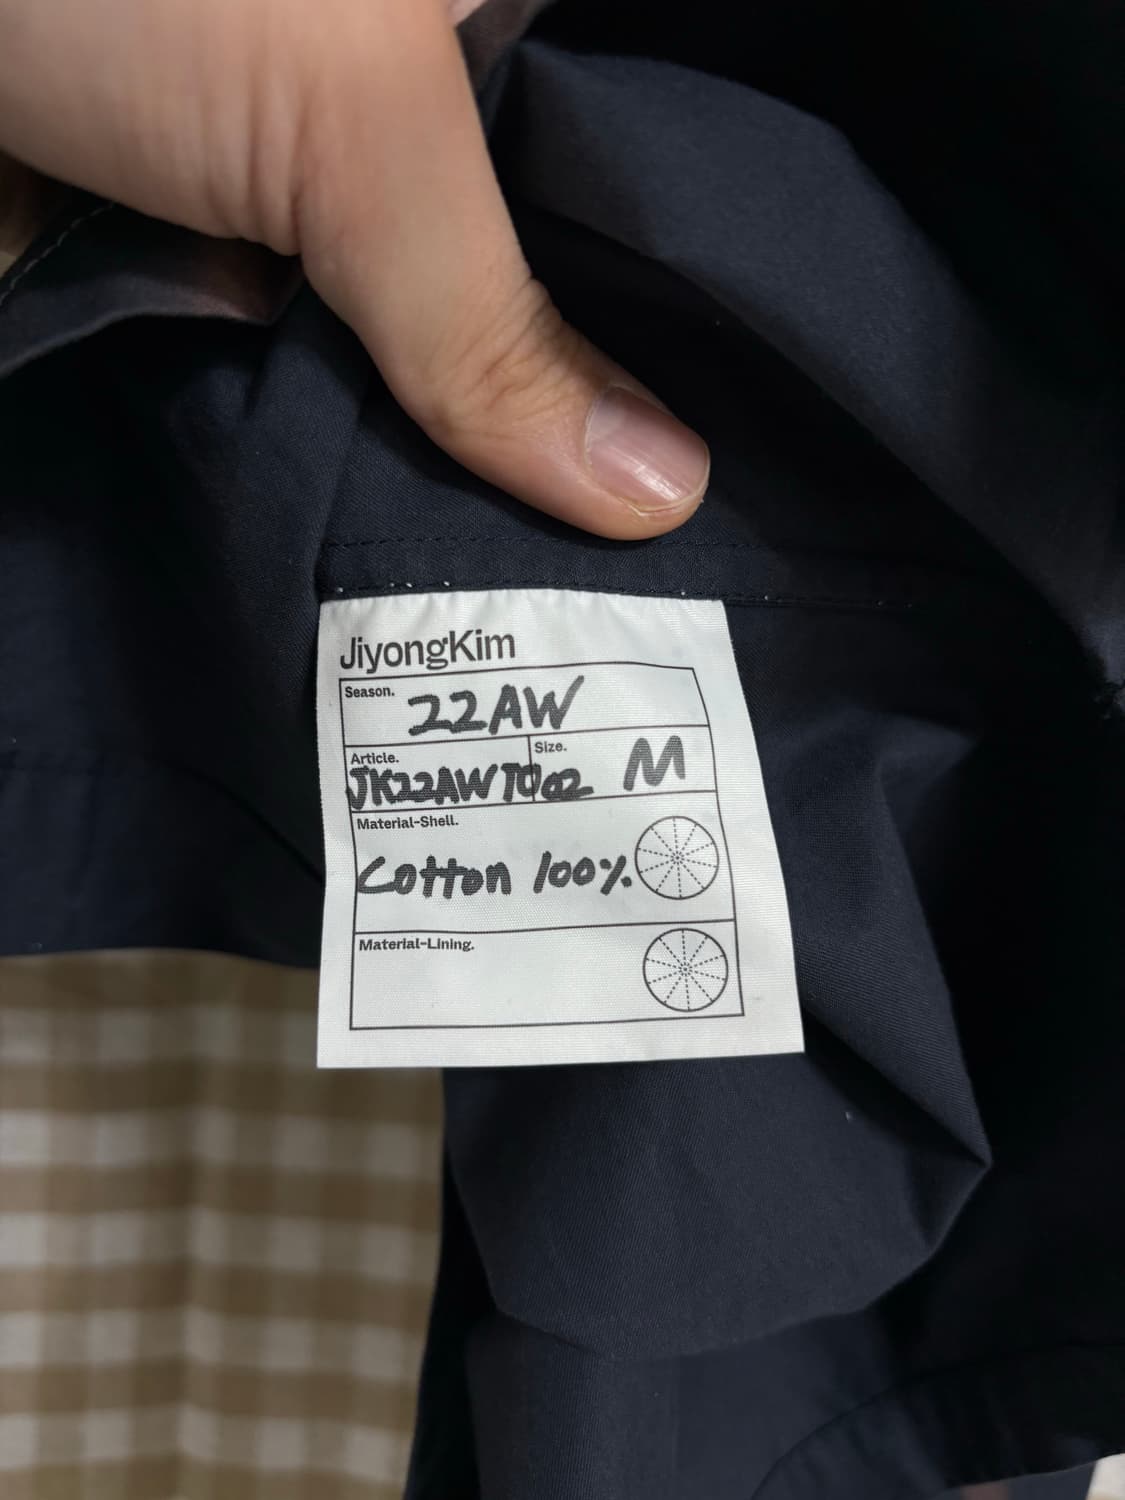 JiyongKim
Season.
22AW
Article.
JK22AWT002
Size.
M
Material-Shell.
Cotton 100%
Material-Lining.